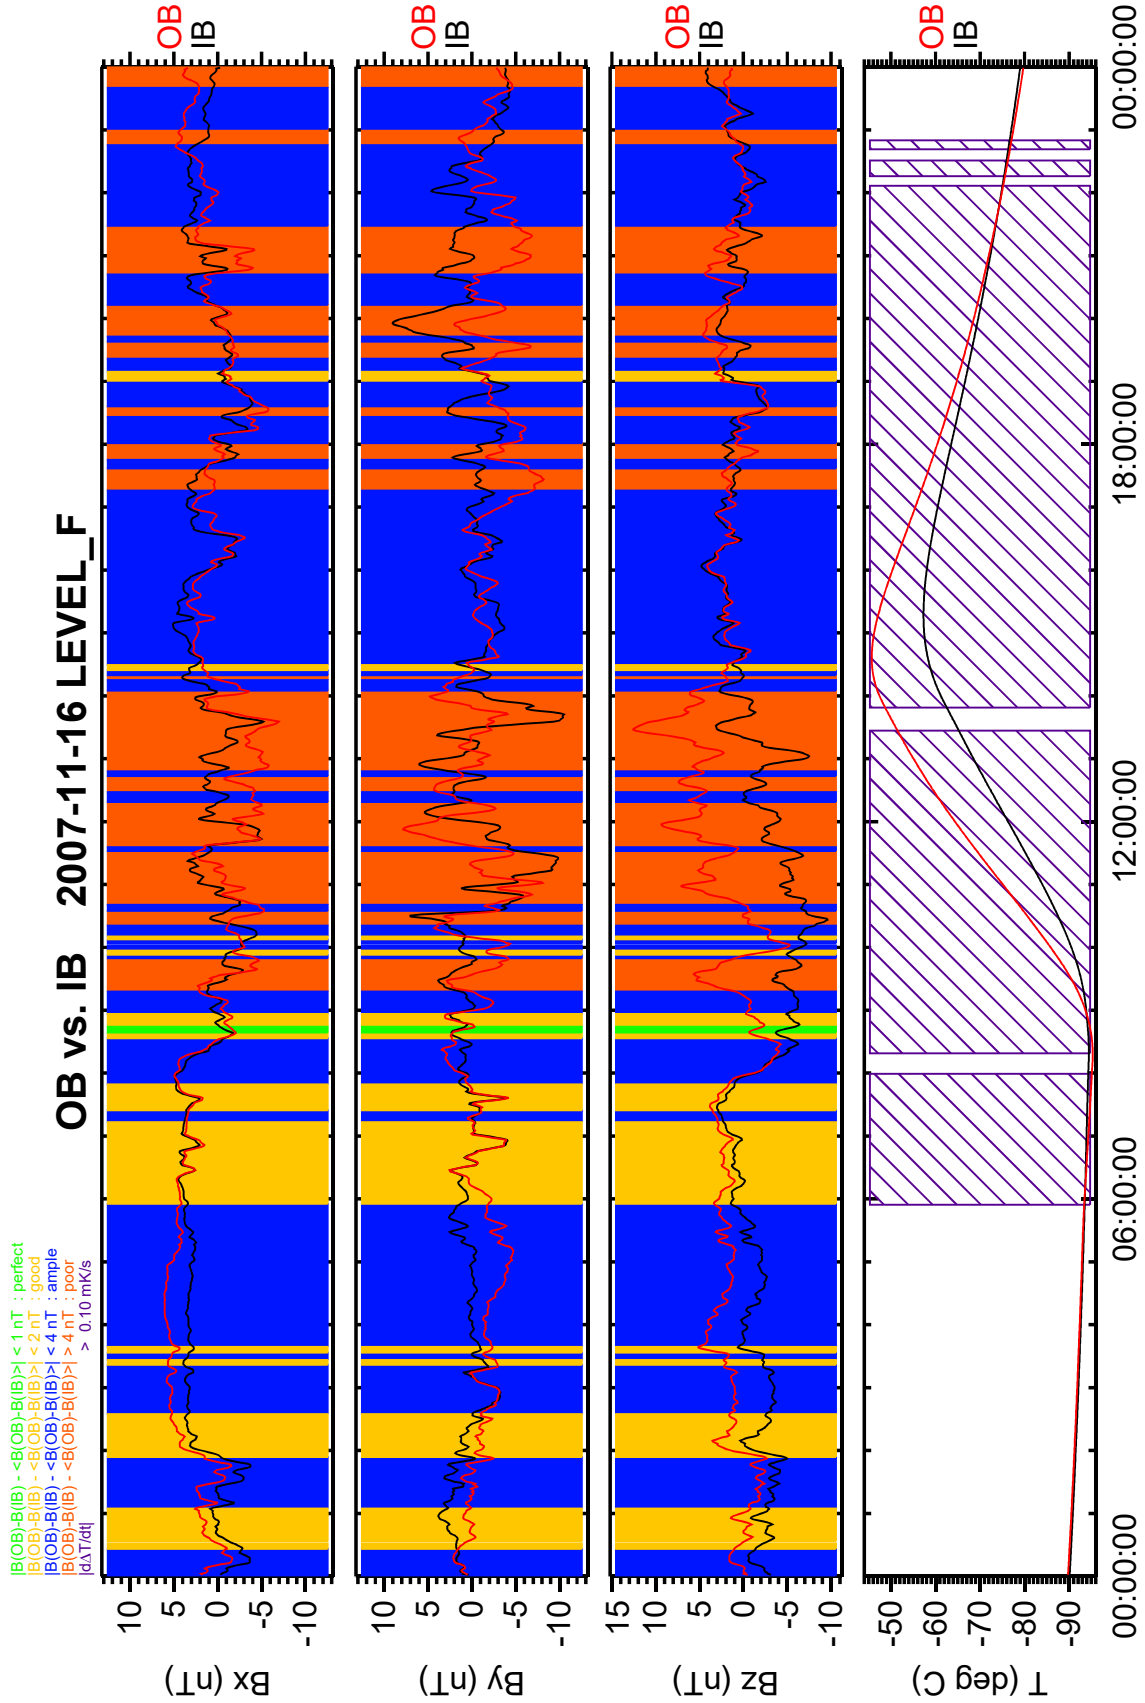 OB vs. IB 2007-11-16 LEVEL_F
|B(OB)-B(IB) - <B(OB)-B(IB)>| < 1 nT : perfect
|B(OB)-B(IB) - <B(OB)-B(IB)>| < 2 nT : good
|B(OB)-B(IB) - <B(OB)-B(IB)>| < 4 nT : ample
|B(OB)-B(IB) - <B(OB)-B(IB)>| > 4 nT : poor
|dΔT/dt| > 0.10 mK/s
Bx (nT)
10
5
0
-5
-10
OB
IB
By (nT)
10
5
0
-5
-10
OB
IB
Bz (nT)
15
10
5
0
-5
-10
OB
IB
T (deg C)
-50
-60
-70
-80
-90
OB
IB
00:00:00
06:00:00
12:00:00
18:00:00
00:00:00